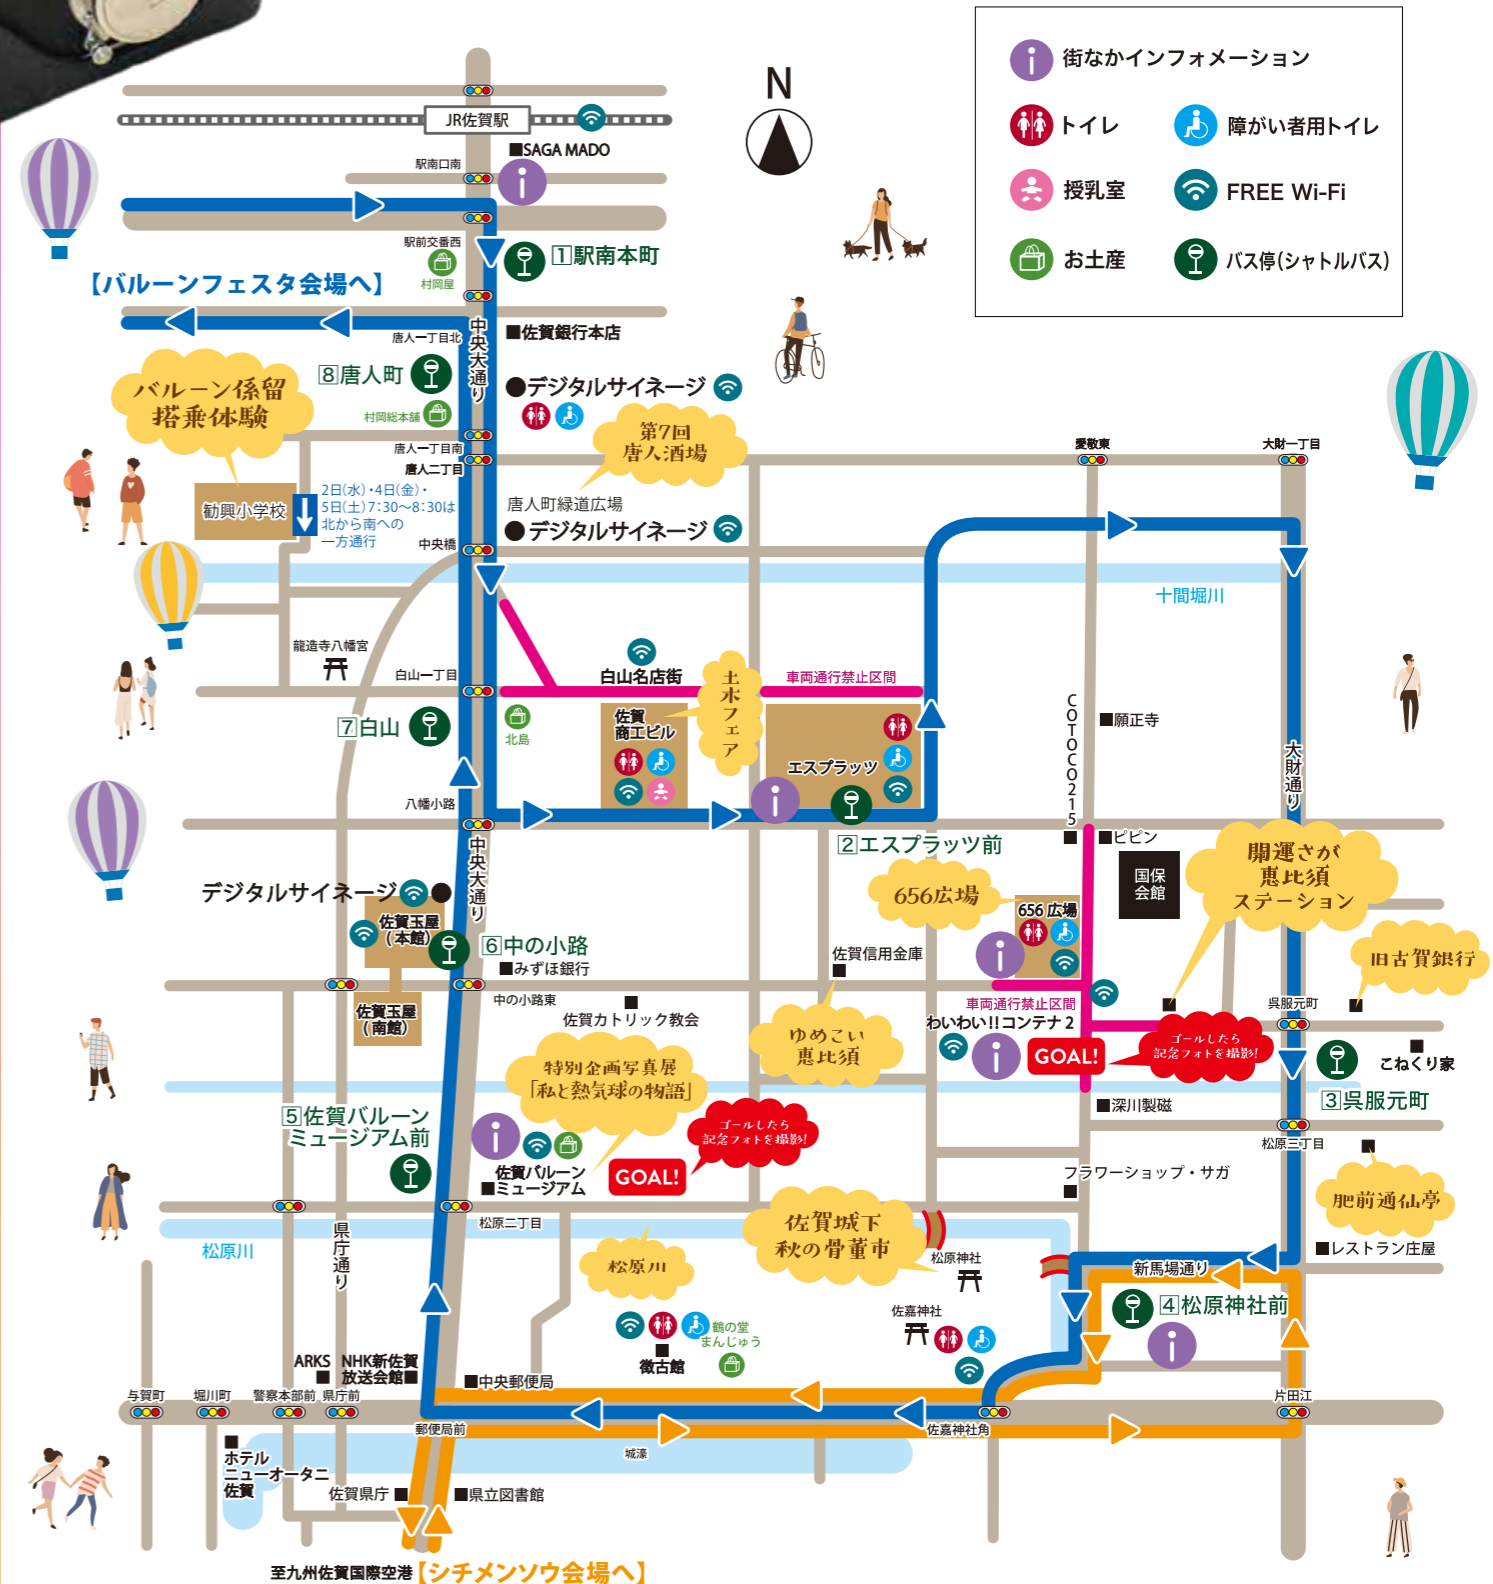 街なかインフォメーション
トイレ
障がい者用トイレ
授乳室
FREE Wi-Fi
お土産
バス停(シャトルバス)
N
JR佐賀駅
■SAGA MADO
駅南口南
駅前交番西
村岡屋
1駅南本町
【バルーンフェスタ会場へ】
唐人一丁目北
中央大通り
■佐賀銀行本店
8唐人町
●デジタルサイネージ
村岡総本舗
バルーン係留
搭乗体験
第7回
唐人酒場
唐人一丁目南
唐人二丁目
愛敬東
大財一丁目
勧興小学校
2日(水)・4日(金)・
5日(土)7:30〜8:30は
北から南への
一方通行
唐人町緑道広場
●デジタルサイネージ
中央橋
十間堀川
龍造寺八幡宮
白山一丁目
白山名店街
車両通行禁止区間
土木フェア
7白山
北島
佐賀
商工ビル
エスプラッツ
COTOCO215
■
■願正寺
大財通り
八幡小路
中央大通り
2エスプラッツ前
■ピピン
国保
会館
開運さが
恵比須
ステーション
656広場
656 広場
デジタルサイネージ
佐賀玉屋
(本館)
6中の小路
■みずほ銀行
佐賀信用金庫
旧古賀銀行
中の小路東
佐賀カトリック教会
佐賀玉屋
(南館)
車両通行禁止区間
わいわい!!コンテナ2
GOAL!
ゴールしたら
記念フォトを撮影!
呉服元町
こねくり家
ゆめこい
恵比須
特別企画写真展
「私と熱気球の物語」
3呉服元町
■深川製磁
5佐賀バルーン
ミュージアム前
佐賀バルーン
■ミュージアム
GOAL!
ゴールしたら
記念フォトを撮影!
松原三丁目
フラワーショップ・サガ
肥前通仙亭
松原二丁目
松原川
県庁通り
松原川
佐賀城下
秋の骨董市
松原神社
新馬場通り
■レストラン庄屋
4松原神社前
佐嘉神社
徴古館
鶴の堂
まんじゅう
ARKS
NHK新佐賀
放送会館■
■中央郵便局
与賀町
堀川町
警察本部前
県庁前
郵便局前
佐嘉神社角
片田江
城濠
ホテル
ニューオータニ
佐賀
佐賀県庁■
■県立図書館
至九州佐賀国際空港
【シチメンソウ会場へ】